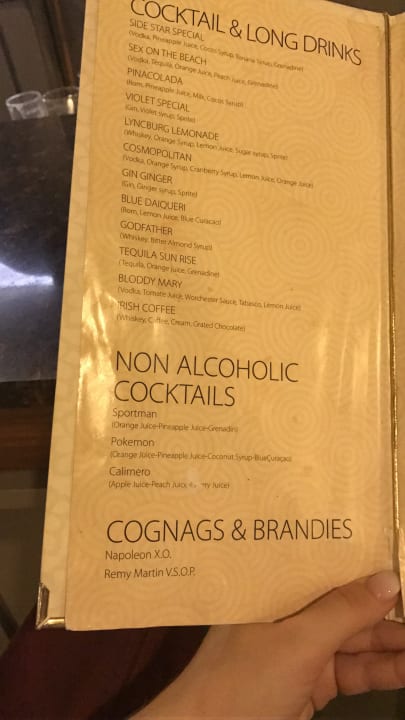 COCKTAIL & LONG DRINKS
SIDE STAR SPECIAL
(Vodka, Pineapple Juice, Cocos Syrup, Banana Syrup, Grenadine)
SEX ON THE BEACH
(Vodka, Tequila, Orange Juice, Peach Juice, Grenadine)
PINACOLADA
(Rom, Pineapple Juice, Milk, Cocos Syrup)
VIOLET SPECIAL
(Gin, Violet syrup, Sprite)
LYNCBURG LEMONADE
(Whiskey, Orange Syrup, Lemon Juice, Sugar syrup, Sprite)
COSMOPOLITAN
(Vodka, Orange Syrup, Cranberry Syrup, Lemon Juice, Orange Juice)
GIN GINGER
(Gin, Ginger syrup, Sprite)
BLUE DAIQUERI
(Rom, Lemon Juice, Blue Curacao)
GODFATHER
(Whiskey, Bitter Almond Syrup)
TEQUILA SUN RISE
(Tequila, Orange Juice, Grenadine)
BLODDY MARY
(Vodka, Tomate Juice, Worchester Sauce, Tabasco, Lemon Juice)
IRISH COFFEE
(Whiskey, Coffee, Cream, Grated Chocolate)
NON ALCOHOLIC
COCKTAILS
Sportman
(Orange Juice-Pineapple Juice-Grenadin)
Pokemon
(Orange Juice-Pineapple Juice-Coconut Syrup-BlueCuraçao)
Calimero
(Apple Juice-Peach Juice Juice)
COGNAGS & BRANDIES
Napoleon X.O.
Remy Martin V.S.O.P.